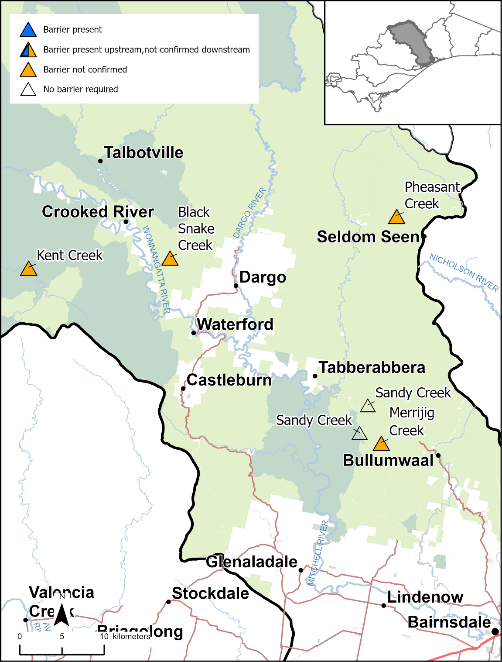 Barrier present
Barrier present upstream,not confirmed downstream
Barrier not confirmed
No barrier required
Talbotville
Pheasant
Creek
Crooked River
Black
Snake
Creek
DARGO RIVER
Seldom Seen
Kent Creek
WONNANGATTA RIVER
NICHOLSON RIVER
Dargo
Waterford
Tabberabbera
Castleburn
Sandy Creek
Sandy Creek
Merrijig
Creek
Bullumwaal
MITCHELL RIVER
Glenaladale
Valencia
Creek
Stockdale
Lindenow
Bairnsdale
Briagolong
0 5 10 kilometers